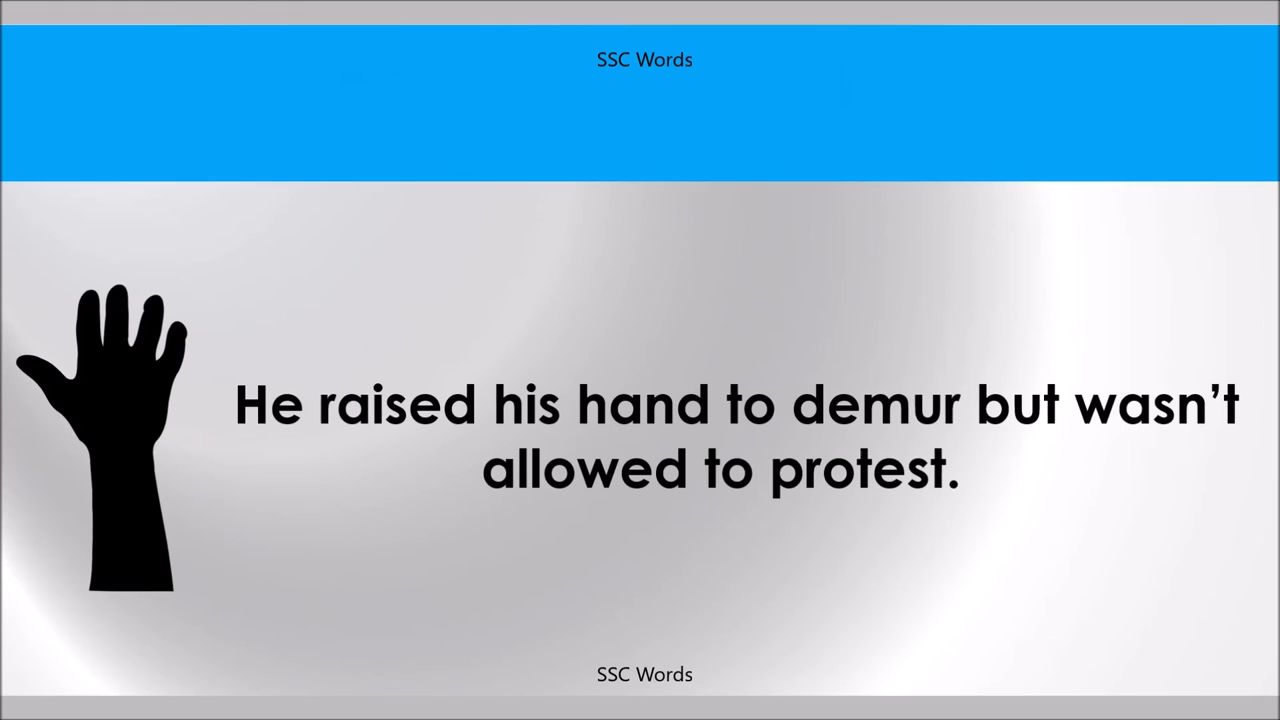 SSC Words
He raised his hand to demur but wasn’t
allowed to protest.
SSC Words